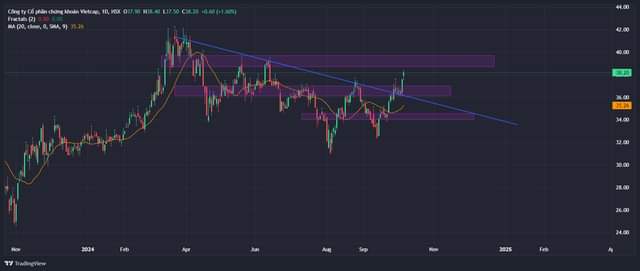 Công ty Cổ phần chứng khoán Vietcap, 1D, HSX O37.90 H38.40 L37.50 C38.20 +0.60 (+1.60%)
Fractals (2) 0.00 0.00
MA (20, close, 0, SMA, 9) 35.26
44.00
42.00
40.00
38.20
36.00
35.26
34.00
32.00
30.00
28.00
26.00
24.00
Nov 2024 Feb Apr Jun Aug Sep Nov 2025 Feb
TradingView